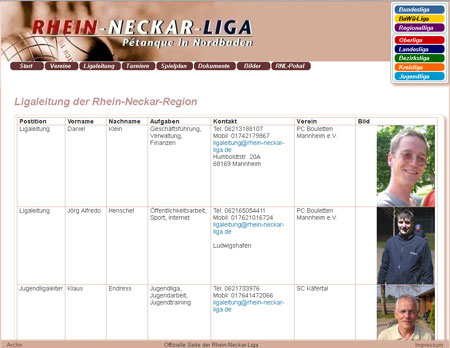 RHEIN-NECKAR-LIGA
Pétanque in Nordbaden
Bundesliga
BaWü-Liga
Regionalliga
Oberliga
Landesliga
Bezirksliga
Kreisliga
Jugendliga
Start Vereine Ligaleitung Turniere Spielplan Dokumente Bilder RNL-Pokal
Ligaleitung der Rhein-Neckar-Region
Postition Vorname Nachname Aufgaben Kontakt Verein Bild
Ligaleitung Daniel Klein Geschäftsführung, Tel. 06213188107 PC Bouletten
Verwaltung, Mobil: 01742179867 Mannheim e.V.
Finanzen ligaleitung@rhein-neckar-
liga.de
Humboldtstr. 20A
68169 Mannheim
Ligaleitung Jörg Alfredo Henschel Öffentlichkeitsarbeit, Tel: 062165054411 PC Bouletten
Sport, Internet Mobil: 017621016724 Mannheim e.V.
ligaleitung@rhein-neckar-
liga.de
Ludwigshafen
Jugendligaleiter Klaus Endress Jugendliga, Tel. 0621733976 SC Käfertal
Jugendarbeit, Mobil: 017641472066
Jugendtraining ligaleitung@rhein-neckar-
liga.de
Archiv Offizielle Seite der Rhein-Neckar-Liga Impressum